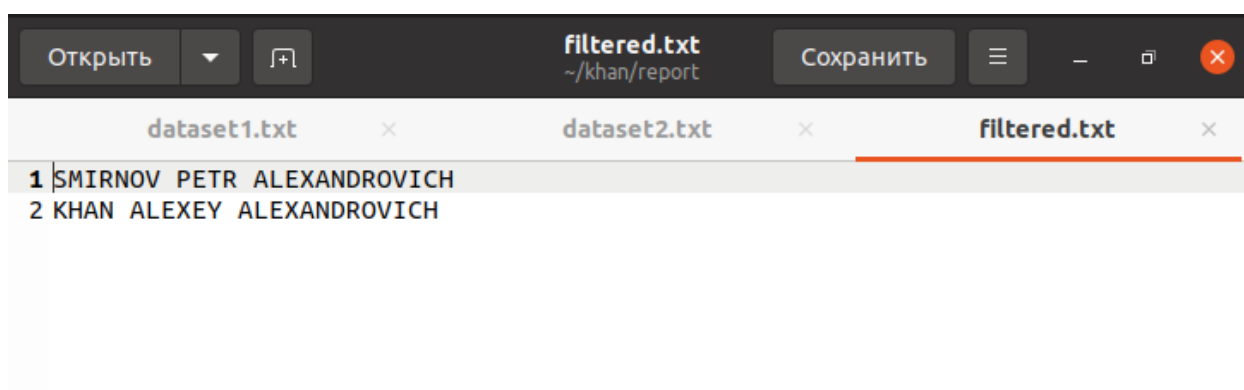 Открыть
filtered.txt
~/khan/report
Сохранить
dataset1.txt
dataset2.txt
filtered.txt
1 SMIRNOV PETR ALEXANDROVICH
2 KHAN ALEXEY ALEXANDROVICH